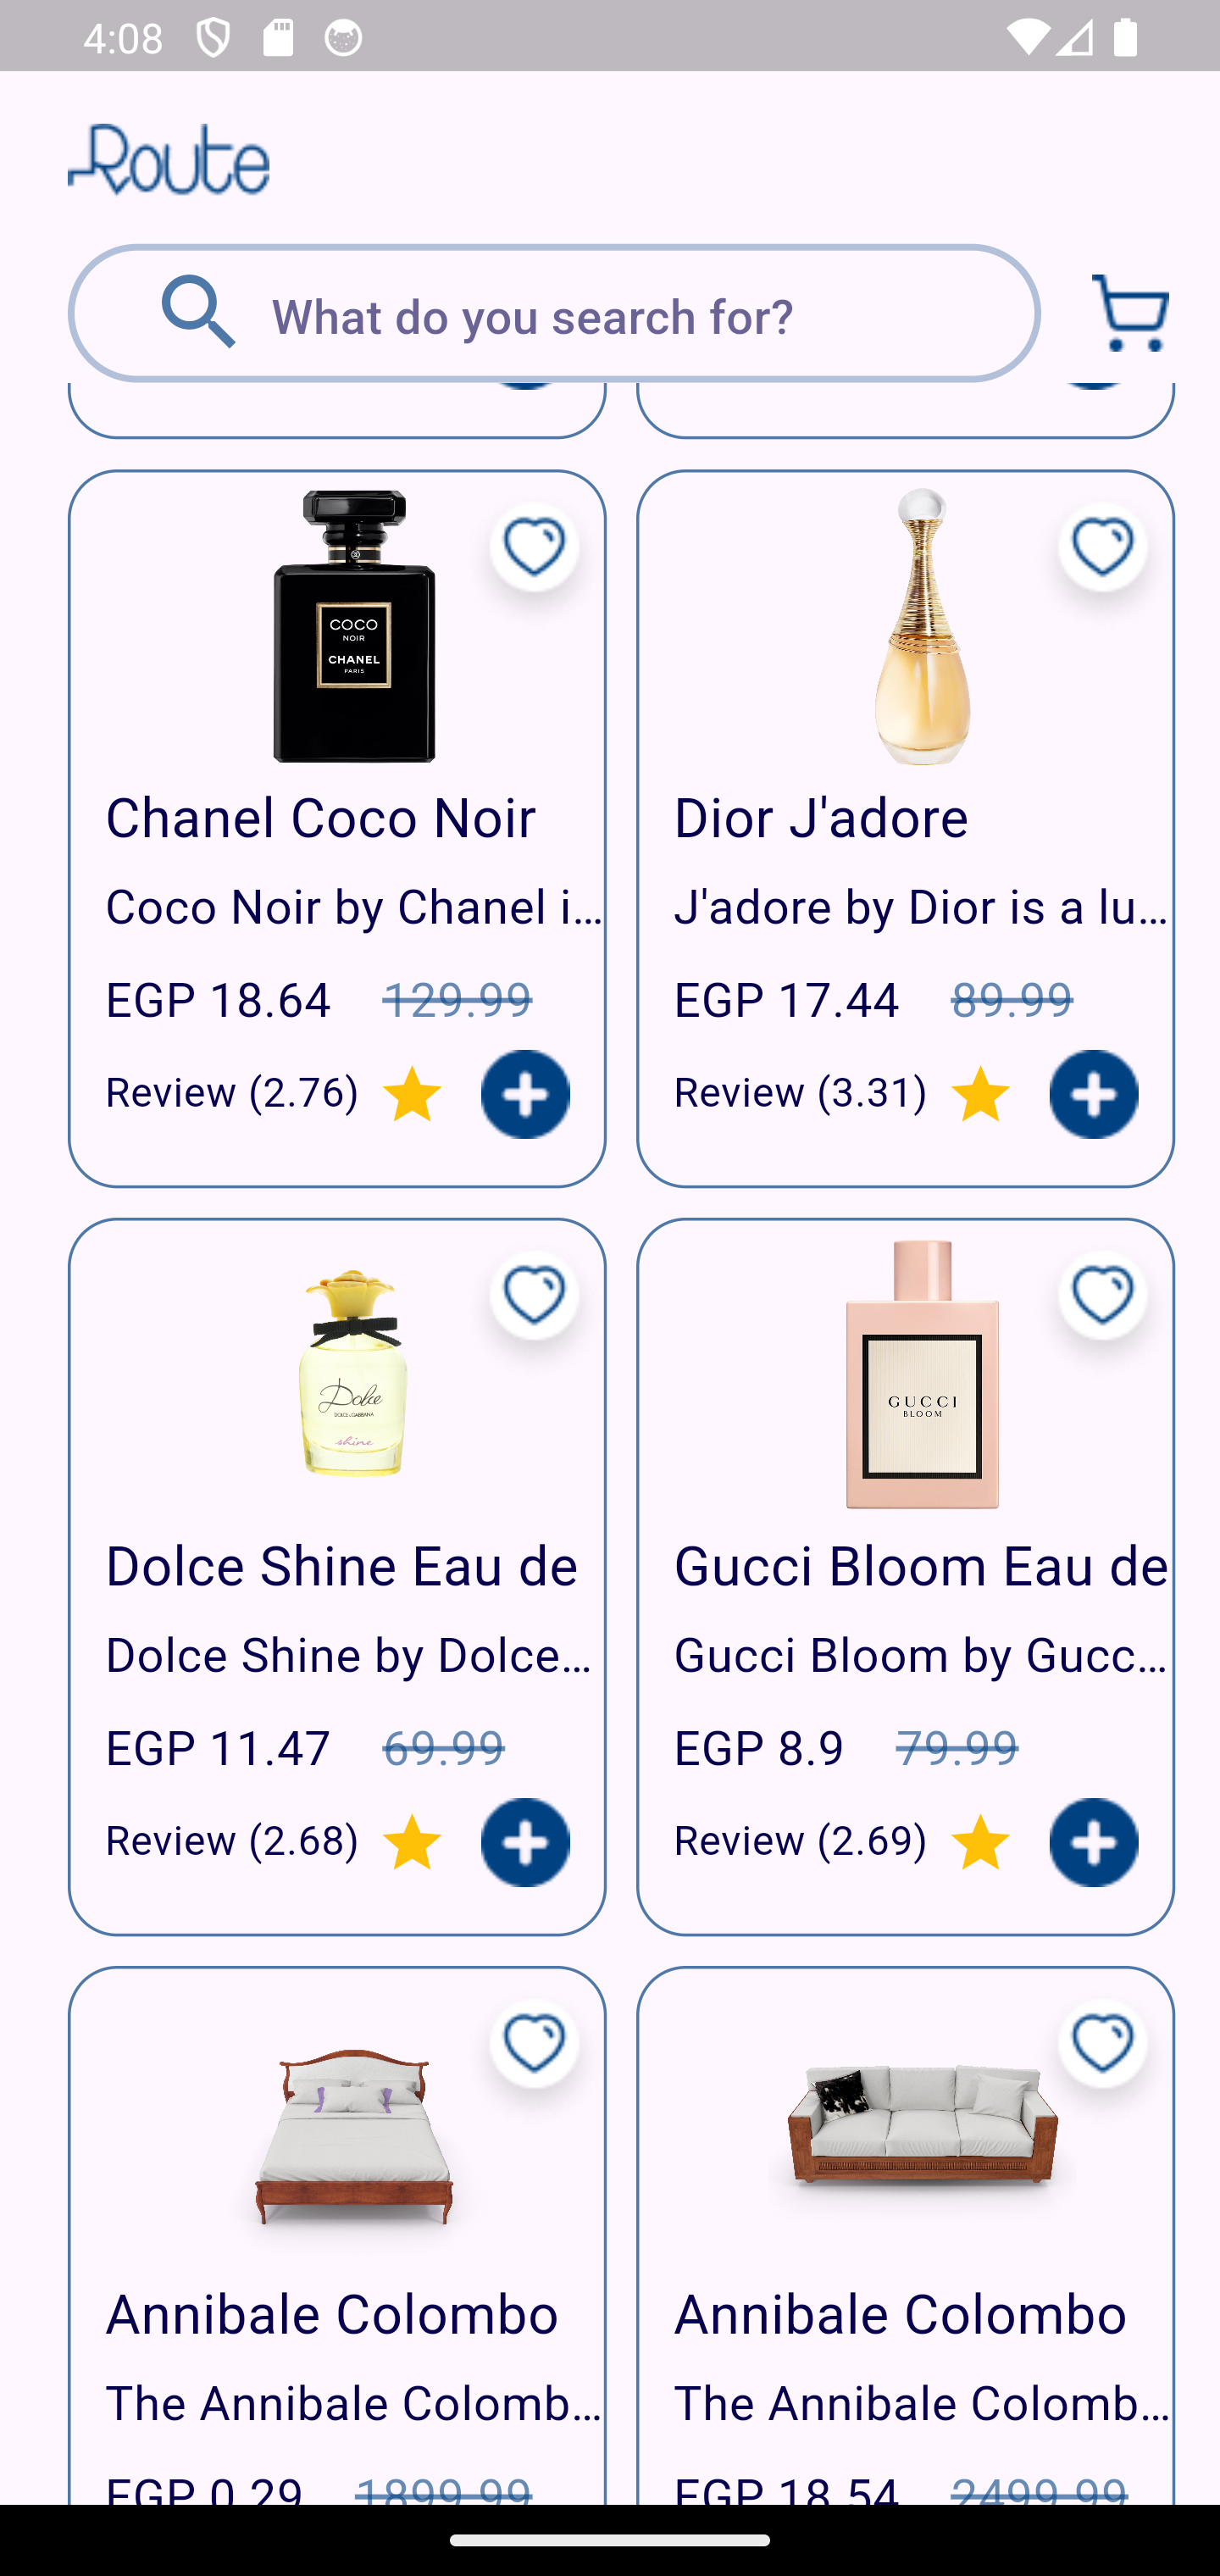 4:08
Route
What do you search for?
COCO
NOIR
CHANEL
PARIS
Chanel Coco Noir
Coco Noir by Chanel i...
EGP 18.64 129.99
Review (2.76)
Dior J'adore
J'adore by Dior is a lu...
EGP 17.44 89.99
Review (3.31)
Dolce
DOLCE & GABBANA
shine
Dolce Shine Eau de
Dolce Shine by Dolce...
EGP 11.47 69.99
Review (2.68)
GUCCI
BLOOM
Gucci Bloom Eau de
Gucci Bloom by Gucc...
EGP 8.9 79.99
Review (2.69)
Annibale Colombo
The Annibale Colomb...
EGP 0.29 1899.99
Annibale Colombo
The Annibale Colomb...
EGP 18.54 2499.99